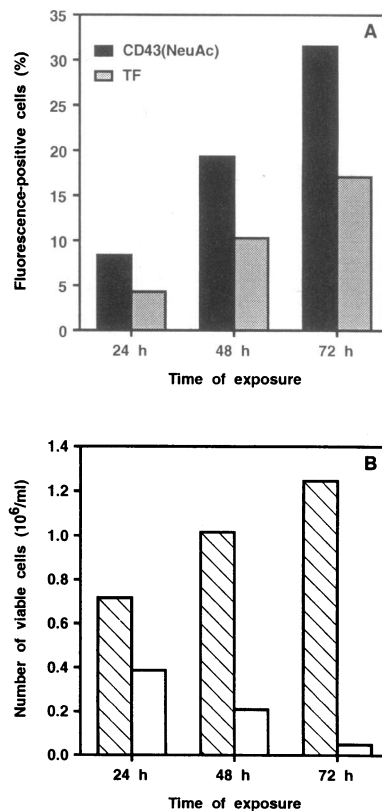 A
CD43(NeuAc)
TF
Fluorescence-positive cells (%)
35
30
25
20
15
10
5
0
24 h 48 h 72 h
Time of exposure
B
Number of viable cells (10⁶/ml)
1.4
1.2
1.0
0.8
0.6
0.4
0.2
0.0
24 h 48 h 72 h
Time of exposure